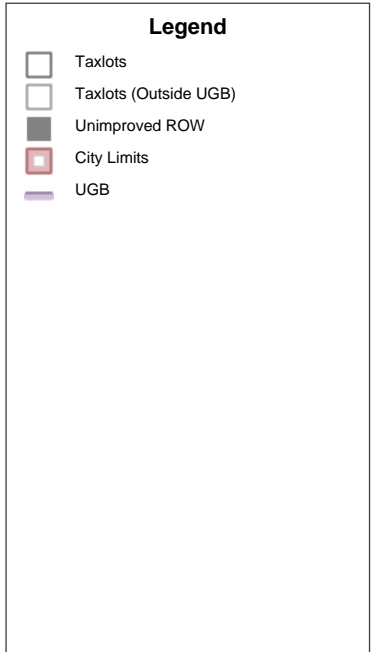 Legend
Taxlots
Taxlots (Outside UGB)
Unimproved ROW
City Limits
UGB